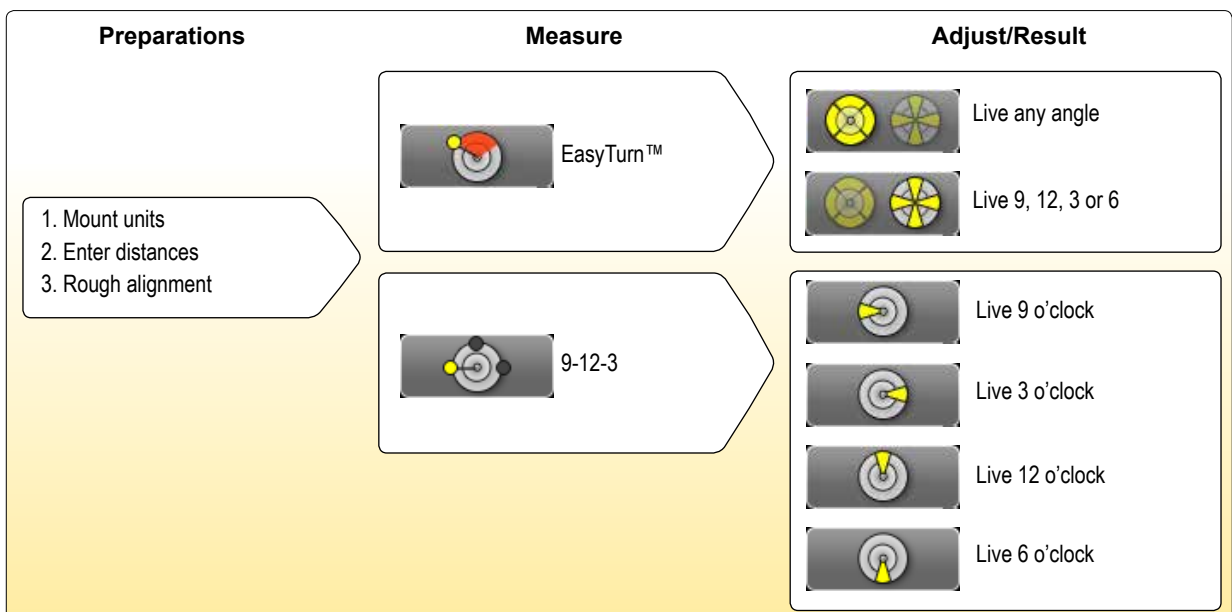 Preparations
Measure
Adjust/Result
1. Mount units
2. Enter distances
3. Rough alignment
EasyTurn™
9-12-3
Live any angle
Live 9, 12, 3 or 6
Live 9 o’clock
Live 3 o’clock
Live 12 o’clock
Live 6 o’clock